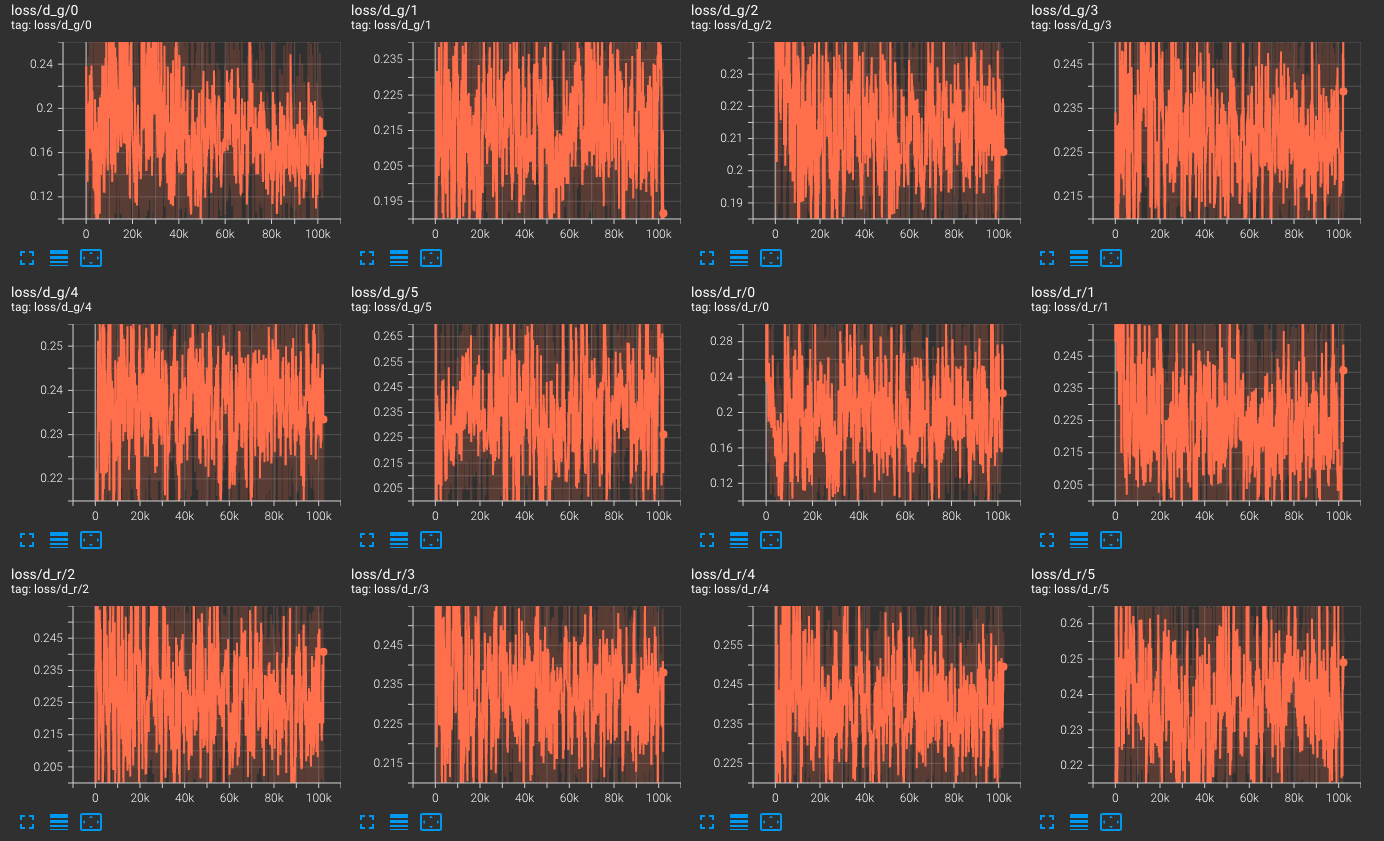 loss/d_g/0
tag: loss/d_g/0
0.24
0.2
0.16
0.12
0 20k 40k 60k 80k 100k
loss/d_g/1
tag: loss/d_g/1
0.235
0.225
0.215
0.205
0.195
0 20k 40k 60k 80k 100k
loss/d_g/2
tag: loss/d_g/2
0.23
0.22
0.21
0.2
0.19
0 20k 40k 60k 80k 100k
loss/d_g/3
tag: loss/d_g/3
0.245
0.235
0.225
0.215
0 20k 40k 60k 80k 100k
loss/d_g/4
tag: loss/d_g/4
0.25
0.24
0.23
0.22
0 20k 40k 60k 80k 100k
loss/d_g/5
tag: loss/d_g/5
0.265
0.255
0.245
0.235
0.225
0.215
0.205
0 20k 40k 60k 80k 100k
loss/d_r/0
tag: loss/d_r/0
0.28
0.24
0.2
0.16
0.12
0 20k 40k 60k 80k 100k
loss/d_r/1
tag: loss/d_r/1
0.245
0.235
0.225
0.215
0.205
0 20k 40k 60k 80k 100k
loss/d_r/2
tag: loss/d_r/2
0.245
0.235
0.225
0.215
0.205
0 20k 40k 60k 80k 100k
loss/d_r/3
tag: loss/d_r/3
0.245
0.235
0.225
0.215
0 20k 40k 60k 80k 100k
loss/d_r/4
tag: loss/d_r/4
0.255
0.245
0.235
0.225
0 20k 40k 60k 80k 100k
loss/d_r/5
tag: loss/d_r/5
0.26
0.25
0.24
0.23
0.22
0 20k 40k 60k 80k 100k